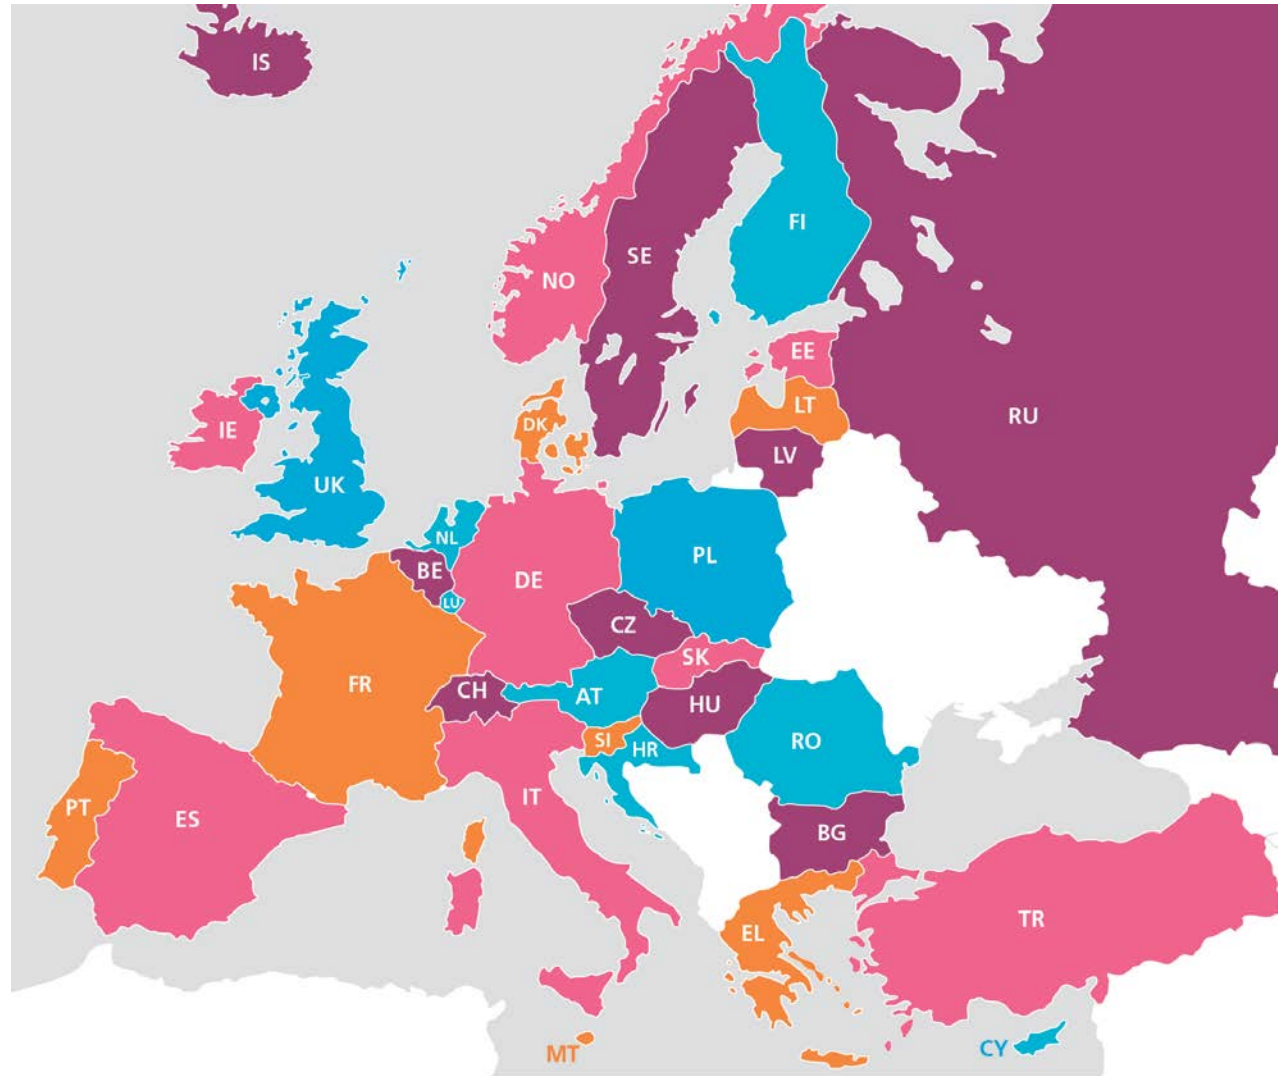 IS
FI
SE
NO
EE
LT
RU
IE
DK
LV
UK
NL
PL
BE
DE
LU
CZ
SK
FR
CH
AT
HU
SI
HR
RO
IT
PT
ES
BG
TR
EL
MT
CY